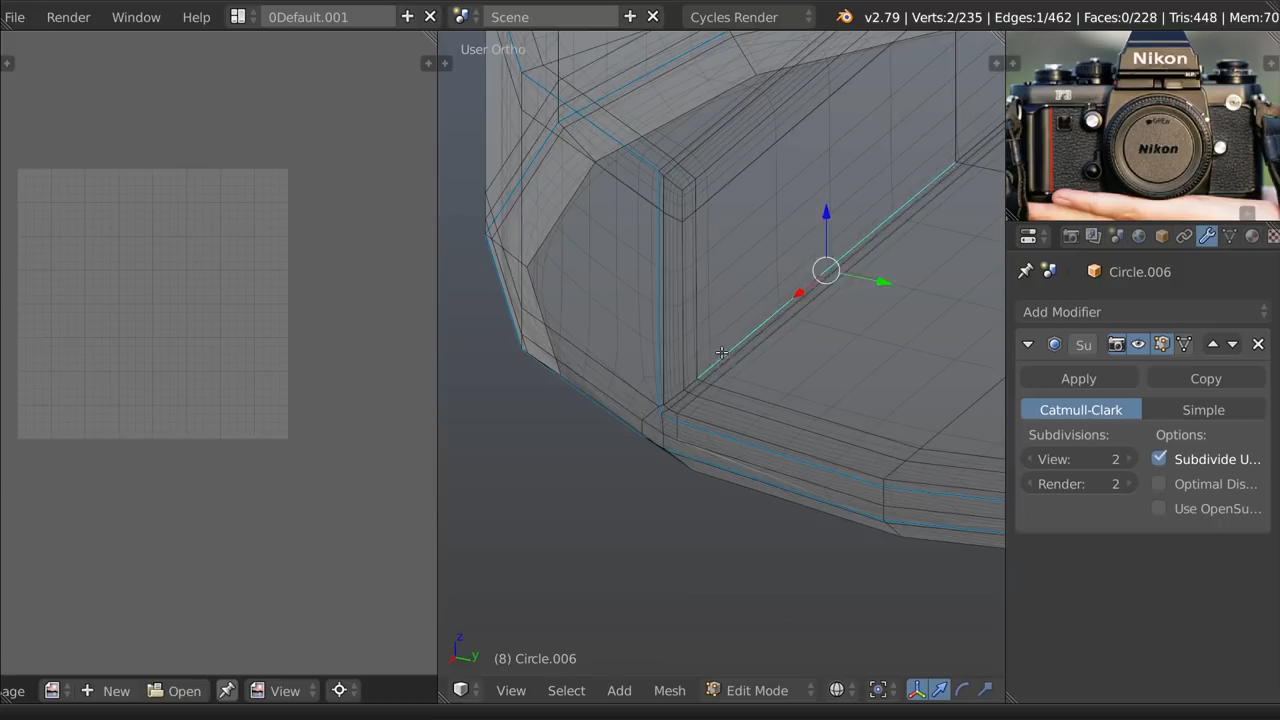 File Render Window Help 0Default.001 Scene Cycles Render v2.79 | Verts:2/235 | Edges:1/462 | Faces:0/228 | Tris:448 | Mem:70
User Ortho
Nikon
F3
Nikon
Circle.006
Add Modifier
Su
Apply Copy
Catmull-Clark Simple
Subdivisions: Options:
View: 2 Subdivide U...
Render: 2 Optimal Dis...
Use OpenSu...
z
y
(8) Circle.006
age New Open View View Select Add Mesh Edit Mode